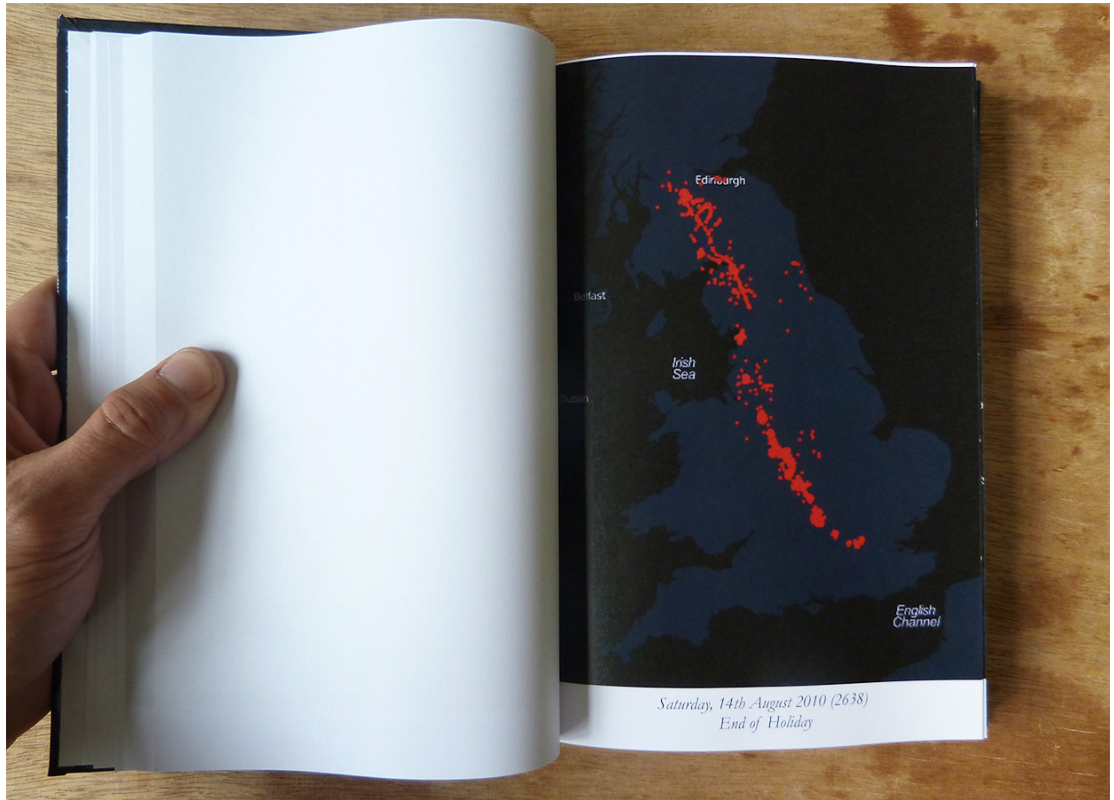 Edinburgh
Belfast
Irish
Sea
Dublin
English
Channel
Saturday, 14th August 2010 (2638)
End of Holiday